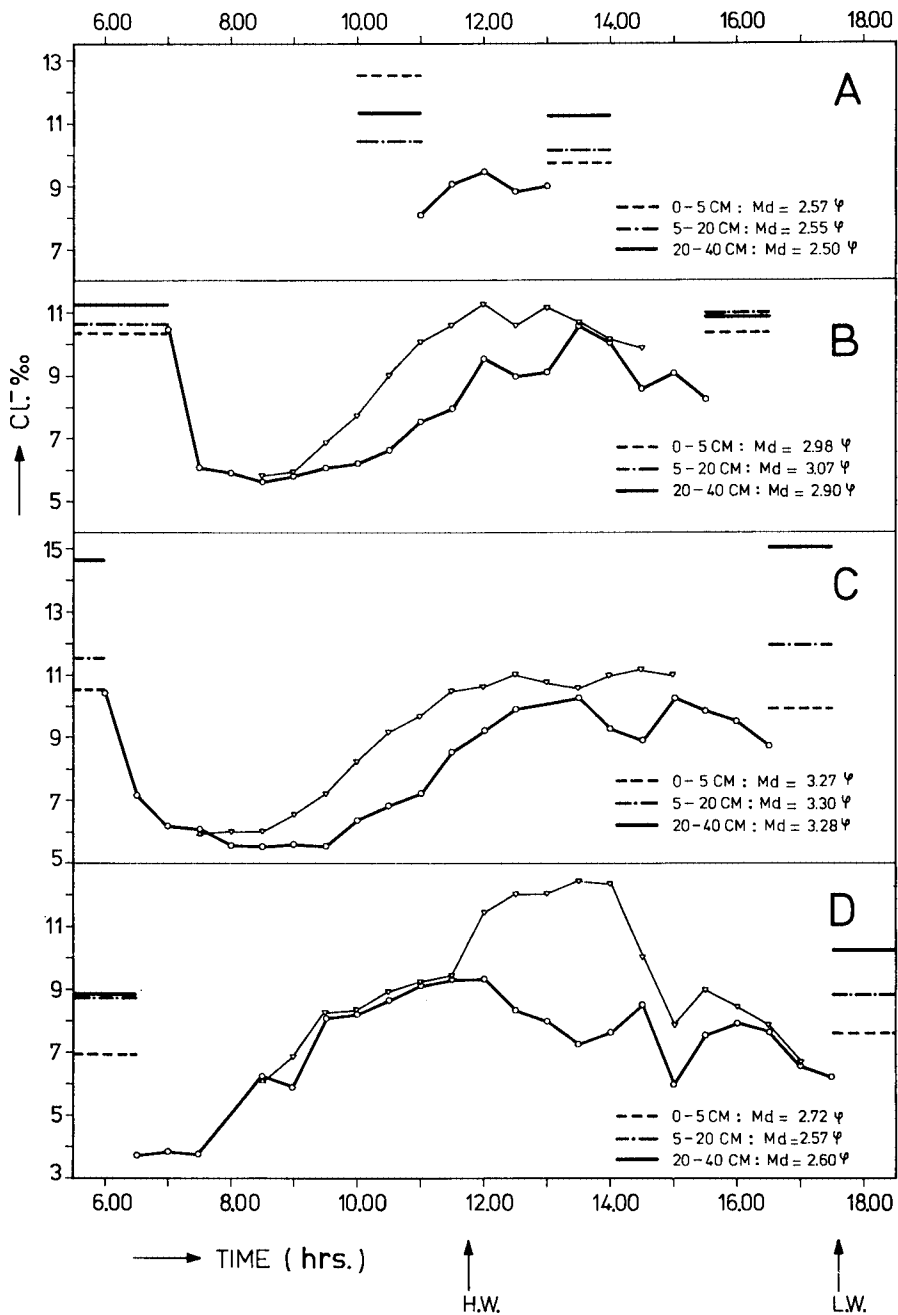 6.00 8.00 10.00 12.00 14.00 16.00 18.00
13
11
9
7
A
0-5 CM : Md = 2.57 φ
5-20 CM : Md = 2.55 φ
20-40 CM : Md = 2.50 φ
11
9
7
5
B
0-5 CM : Md = 2.98 φ
5-20 CM : Md = 3.07 φ
20-40 CM : Md = 2.90 φ
Cl.⁻‰
15
13
11
9
7
5
C
0-5 CM : Md = 3.27 φ
5-20 CM : Md = 3.30 φ
20-40 CM : Md = 3.28 φ
11
9
7
5
3
D
0-5 CM : Md = 2.72 φ
5-20 CM : Md = 2.57 φ
20-40 CM : Md = 2.60 φ
6.00 8.00 10.00 12.00 14.00 16.00 18.00
TIME (hrs.)
H.W. L.W.